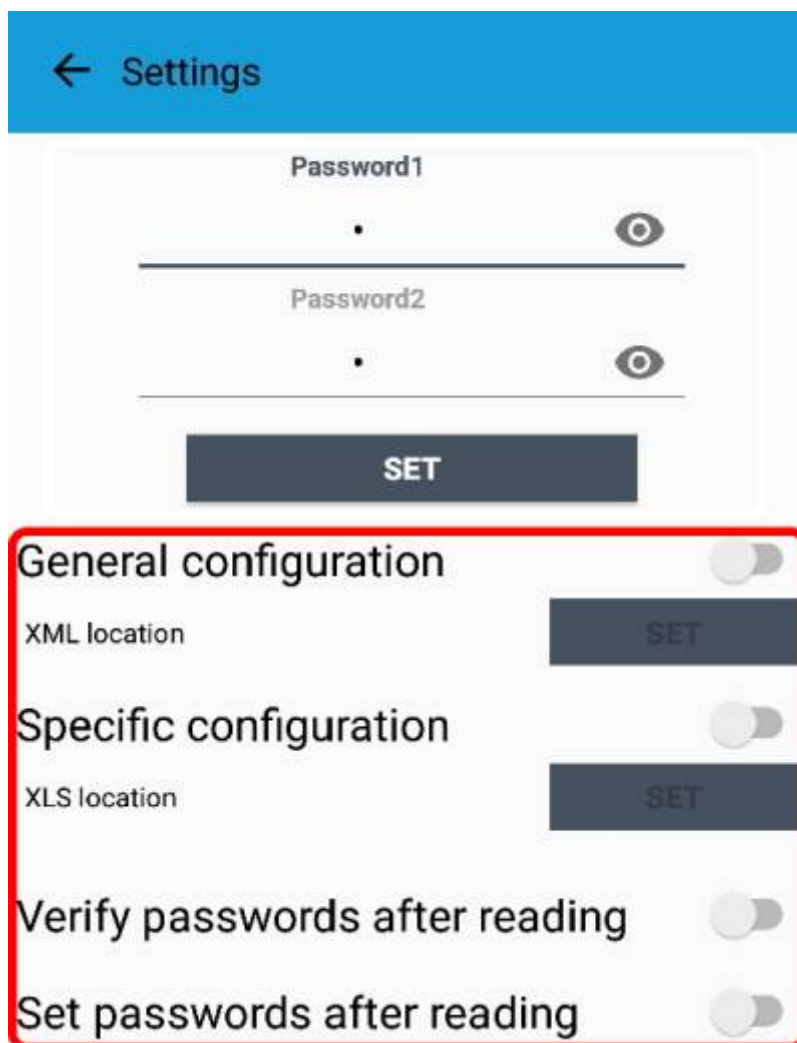 Settings
Password1
•
Password2
•
SET
General configuration
XML location
SET
Specific configuration
XLS location
SET
Verify passwords after reading
Set passwords after reading